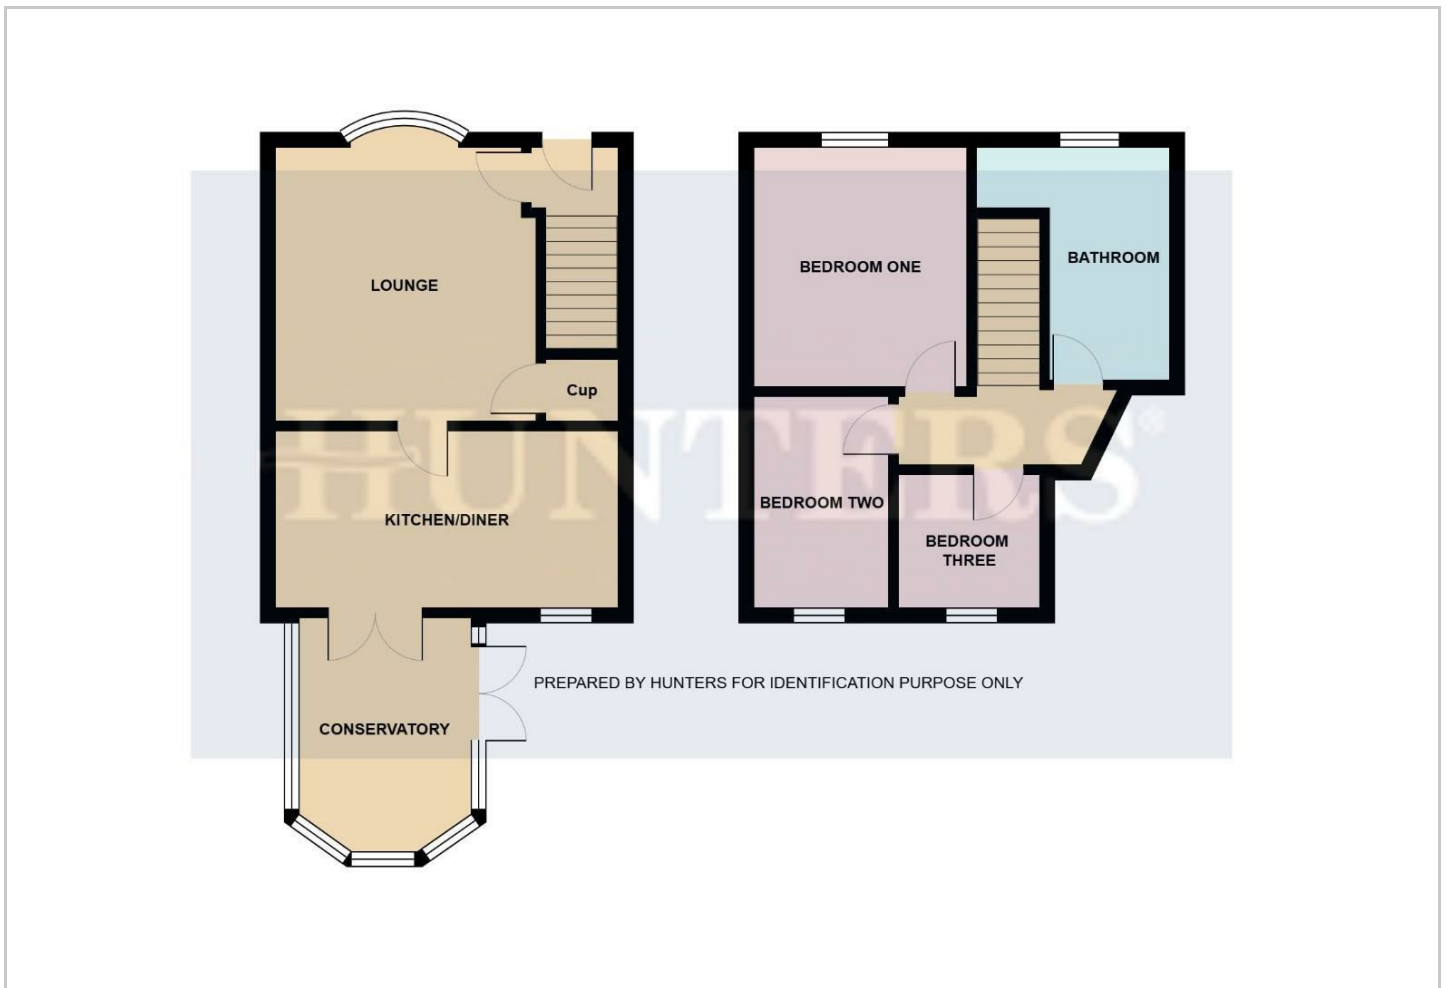 LOUNGE
Cup
KITCHEN/DINER
CONSERVATORY
BEDROOM ONE
BATHROOM
BEDROOM TWO
BEDROOM
THREE
HUNTERS®
PREPARED BY HUNTERS FOR IDENTIFICATION PURPOSE ONLY